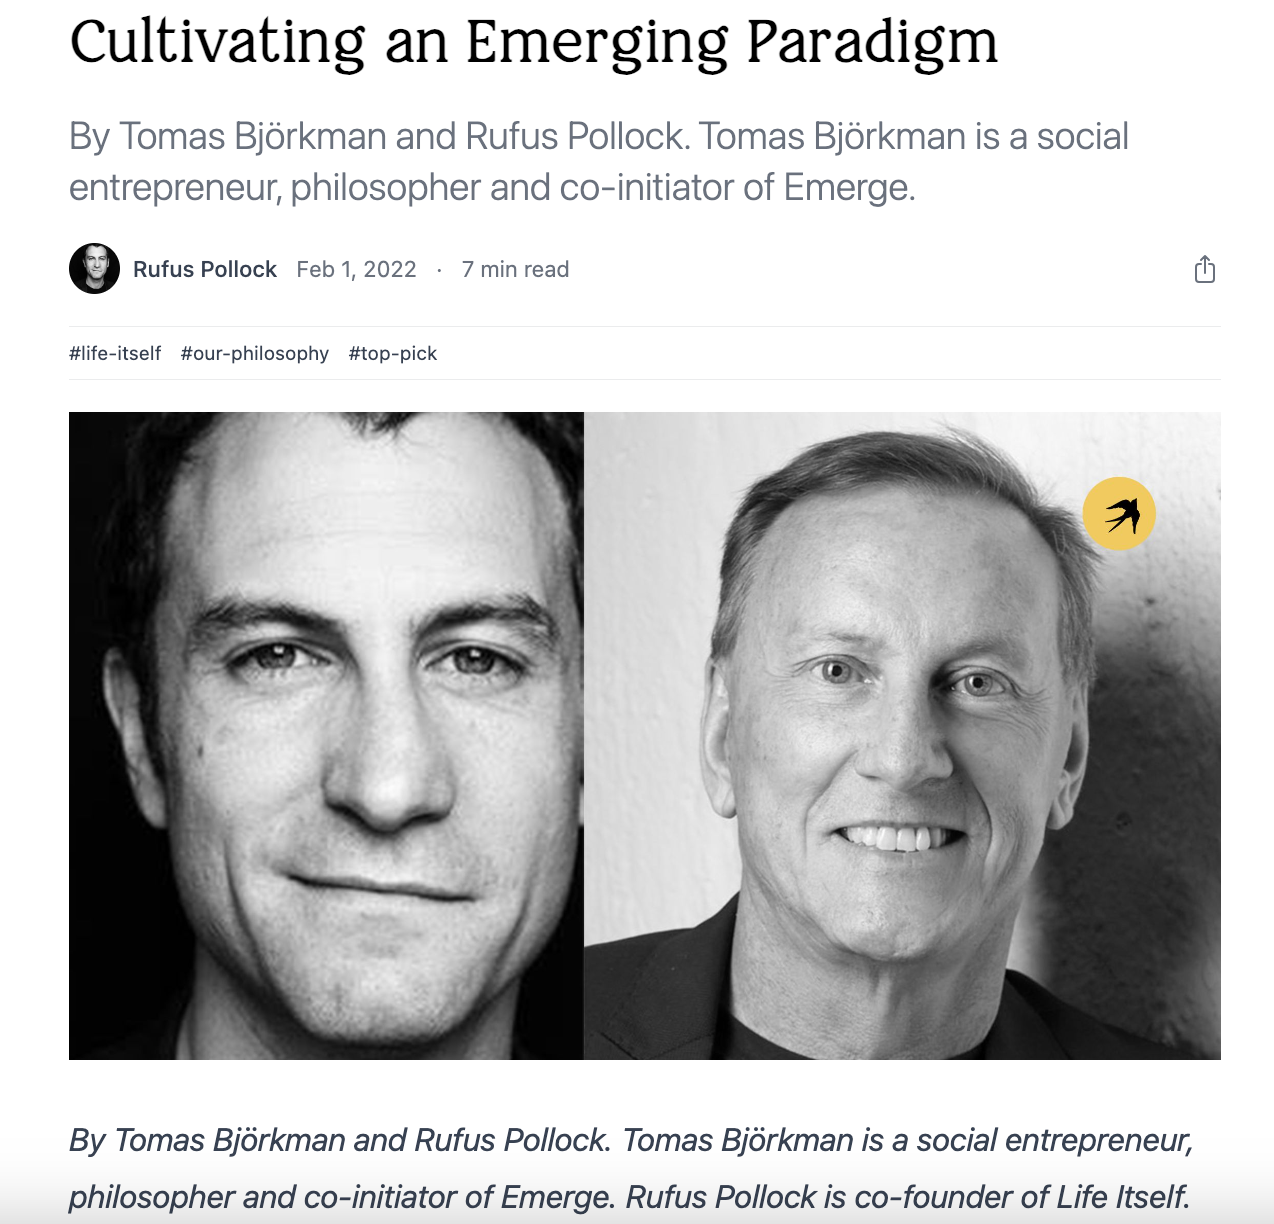 Cultivating an Emerging Paradigm
By Tomas Björkman and Rufus Pollock. Tomas Björkman is a social
entrepreneur, philosopher and co-initiator of Emerge.
Rufus Pollock Feb 1, 2022 · 7 min read
#life-itself #our-philosophy #top-pick
By Tomas Björkman and Rufus Pollock. Tomas Björkman is a social entrepreneur,
philosopher and co-initiator of Emerge. Rufus Pollock is co-founder of Life Itself.